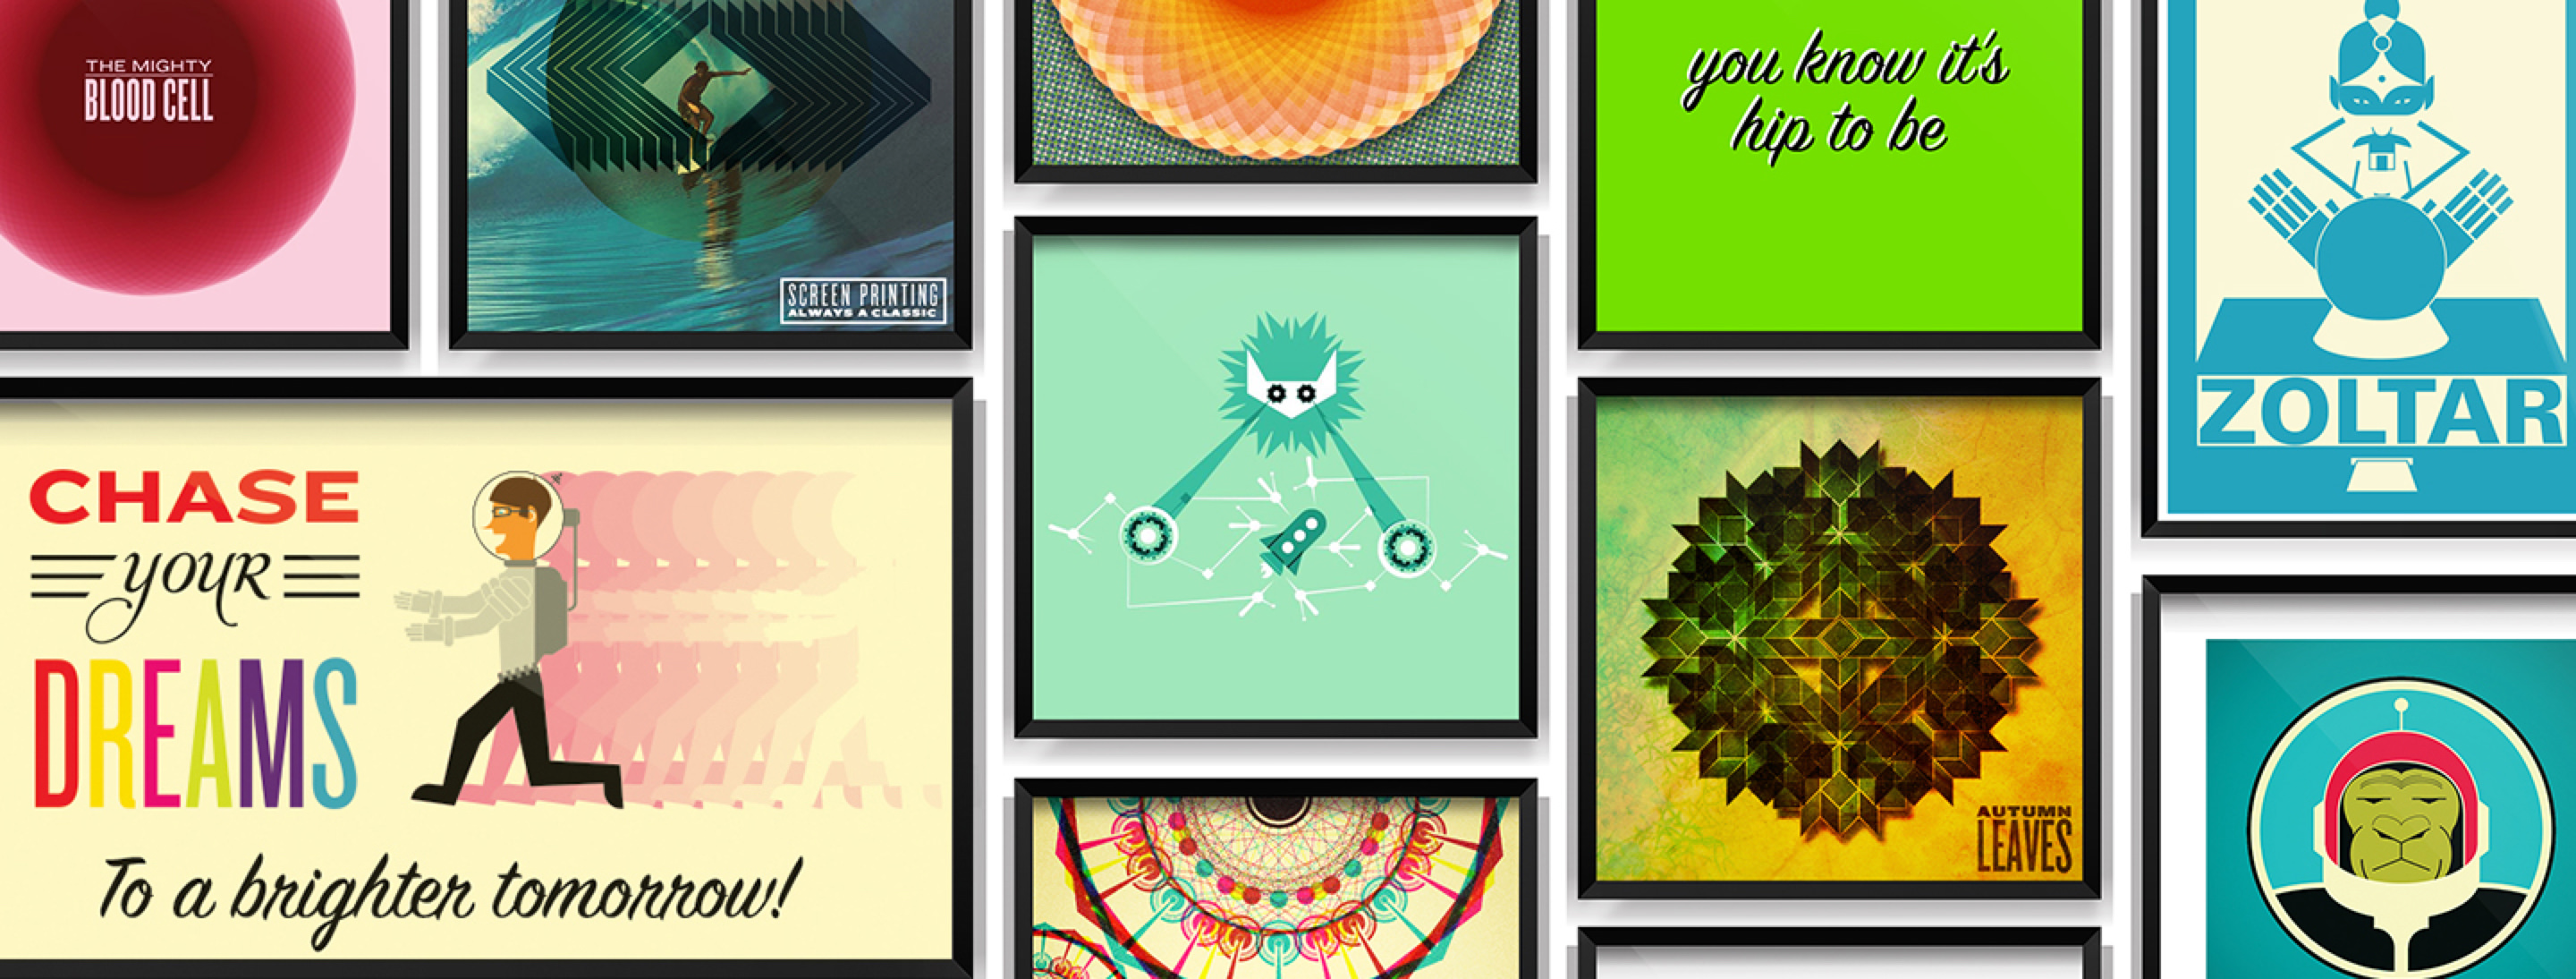 THE MIGHTY
BLOOD CELL
SCREEN PRINTING
ALWAYS A CLASSIC
you know it's
hip to be
ZOLTAR
CHASE
your
DREAMS
To a brighter tomorrow!
AUTUMN
LEAVES